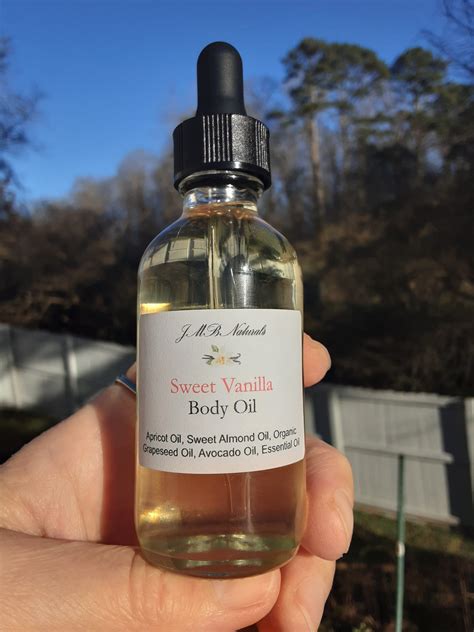 J.M.B. Naturals
Sweet Vanilla
Body Oil
Apricot Oil, Sweet Almond Oil, Organic
Grapeseed Oil, Avocado Oil, Essential Oil